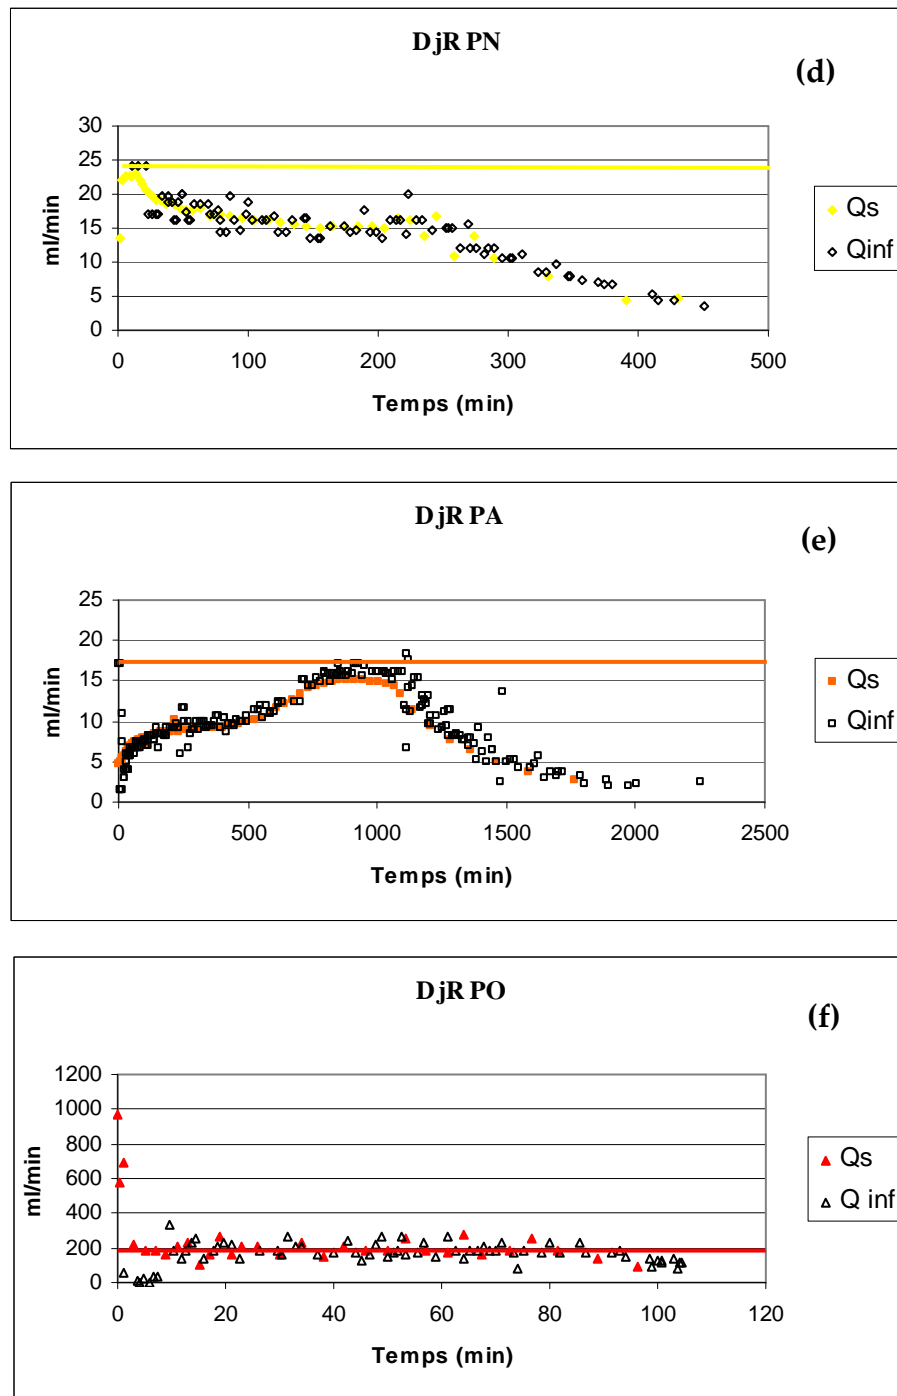 DjR PN
(d)
30
25
20
15
10
5
0
ml/min
0 100 200 300 400 500
Temps (min)
Qs
Qinf
DjR PA
(e)
25
20
15
10
5
0
ml/min
0 500 1000 1500 2000 2500
Temps (min)
Qs
Qinf
DjR PO
(f)
1200
1000
800
600
400
200
0
ml/min
0 20 40 60 80 100 120
Temps (min)
Qs
Q inf